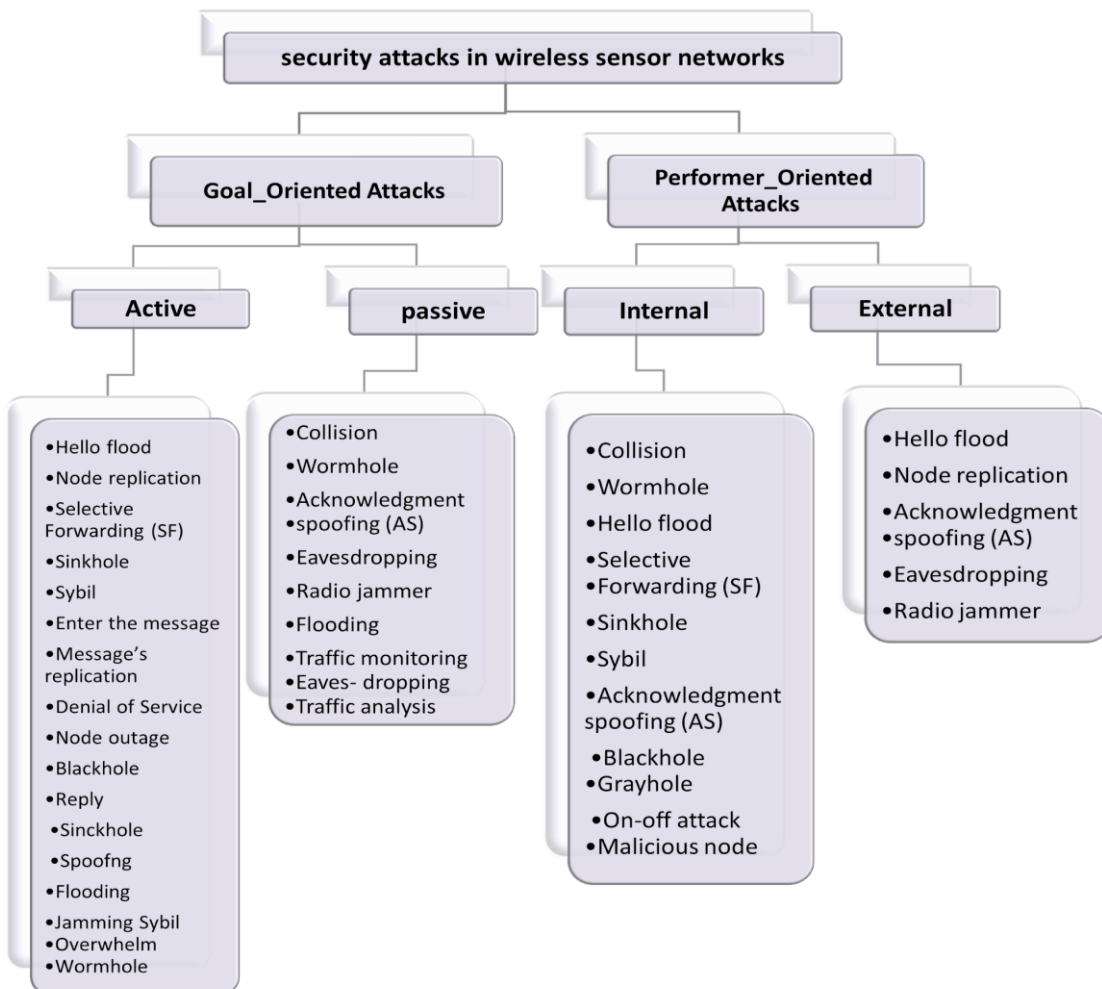 security attacks in wireless sensor networks
Goal_Oriented Attacks
Performer_Oriented
Attacks
Active
passive
Internal
External
•Hello flood
•Node replication
•Selective
Forwarding (SF)
•Sinkhole
•Sybil
•Enter the message
•Message's
replication
•Denial of Service
•Node outage
•Blackhole
•Reply
•Sinckhole
•Spoofng
•Flooding
•Jamming Sybil
•Overwhelm
•Wormhole
•Collision
•Wormhole
•Acknowledgment
•spoofing (AS)
•Eavesdropping
•Radio jammer
•Flooding
•Traffic monitoring
•Eaves- dropping
•Traffic analysis
•Collision
•Wormhole
•Hello flood
•Selective
•Forwarding (SF)
•Sinkhole
•Sybil
•Acknowledgment
spoofing (AS)
•Blackhole
•Grayhole
•On-off attack
•Malicious node
•Hello flood
•Node replication
•Acknowledgment
•spoofing (AS)
•Eavesdropping
•Radio jammer